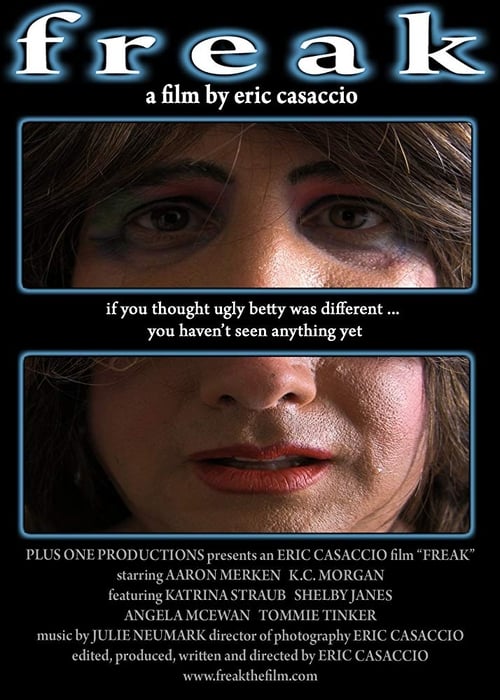 freak
a film by eric casaccio
if you thought ugly betty was different ...
you haven't seen anything yet
PLUS ONE PRODUCTIONS presents an ERIC CASACCIO film “FREAK”
starring AARON MERKEN K.C. MORGAN
featuring KATRINA STRAUB SHELBY JANES
ANGELA MCEWAN TOMMIE TINKER
music by JULIE NEUMARK director of photography ERIC CASACCIO
edited, produced, written and directed by ERIC CASACCIO
www.freakthefilm.com